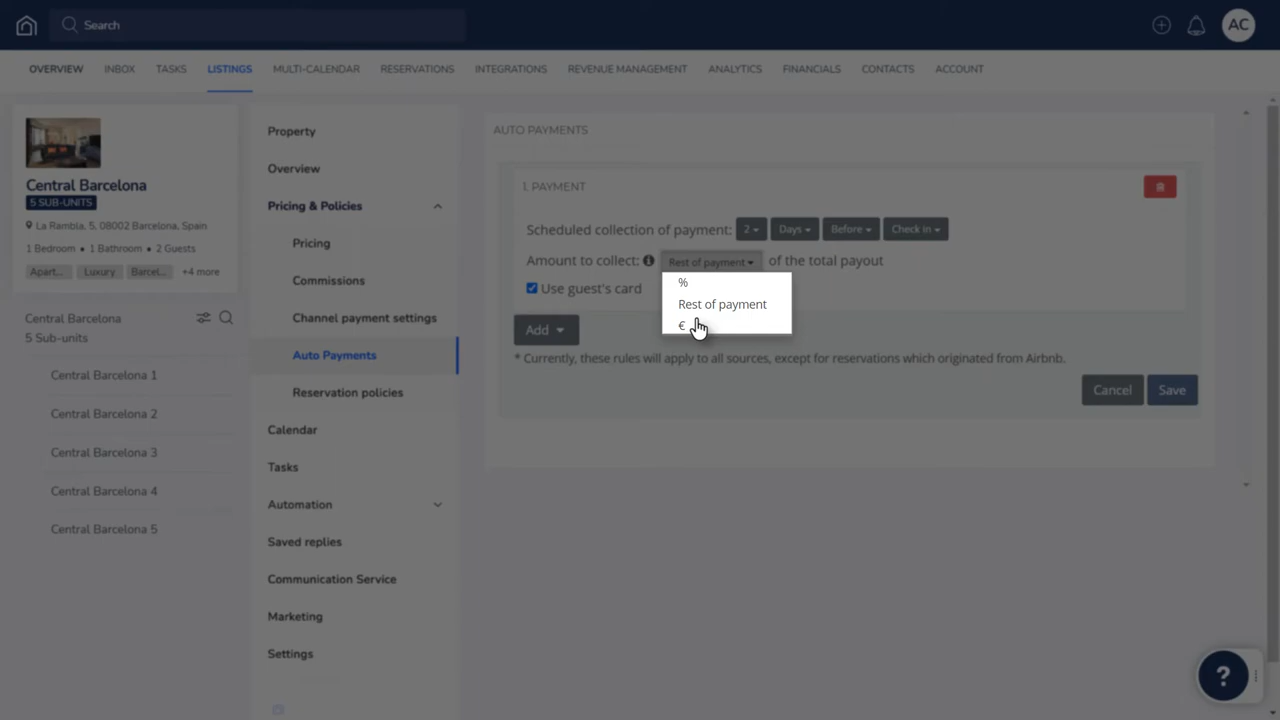 Search
AC
OVERVIEW INBOX TASKS LISTINGS MULTI-CALENDAR RESERVATIONS INTEGRATIONS REVENUE MANAGEMENT ANALYTICS FINANCIALS CONTACTS ACCOUNT
Central Barcelona
5 SUB-UNITS
La Rambla, 5, 08002 Barcelona, Spain
1 Bedroom • 1 Bathroom • 2 Guests
Apart... Luxury Barcel... +4 more
Central Barcelona
5 Sub-units
Central Barcelona 1
Central Barcelona 2
Central Barcelona 3
Central Barcelona 4
Central Barcelona 5
Property
Overview
Pricing & Policies
Pricing
Commissions
Channel payment settings
Auto Payments
Reservation policies
Calendar
Tasks
Automation
Saved replies
Communication Service
Marketing
Settings
AUTO PAYMENTS
1. PAYMENT
Scheduled collection of payment: 2 Days Before Check in
Amount to collect: Rest of payment of the total payout
%
Rest of payment
€
Use guest's card
Add
* Currently, these rules will apply to all sources, except for reservations which originated from Airbnb.
Cancel Save
?